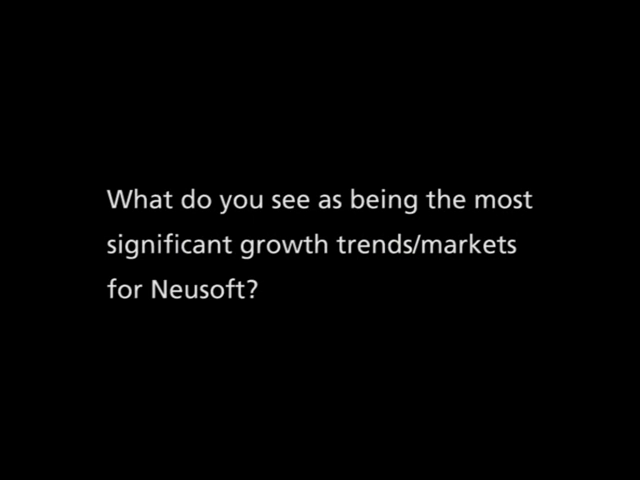 What do you see as being the most
significant growth trends/markets
for Neusoft?